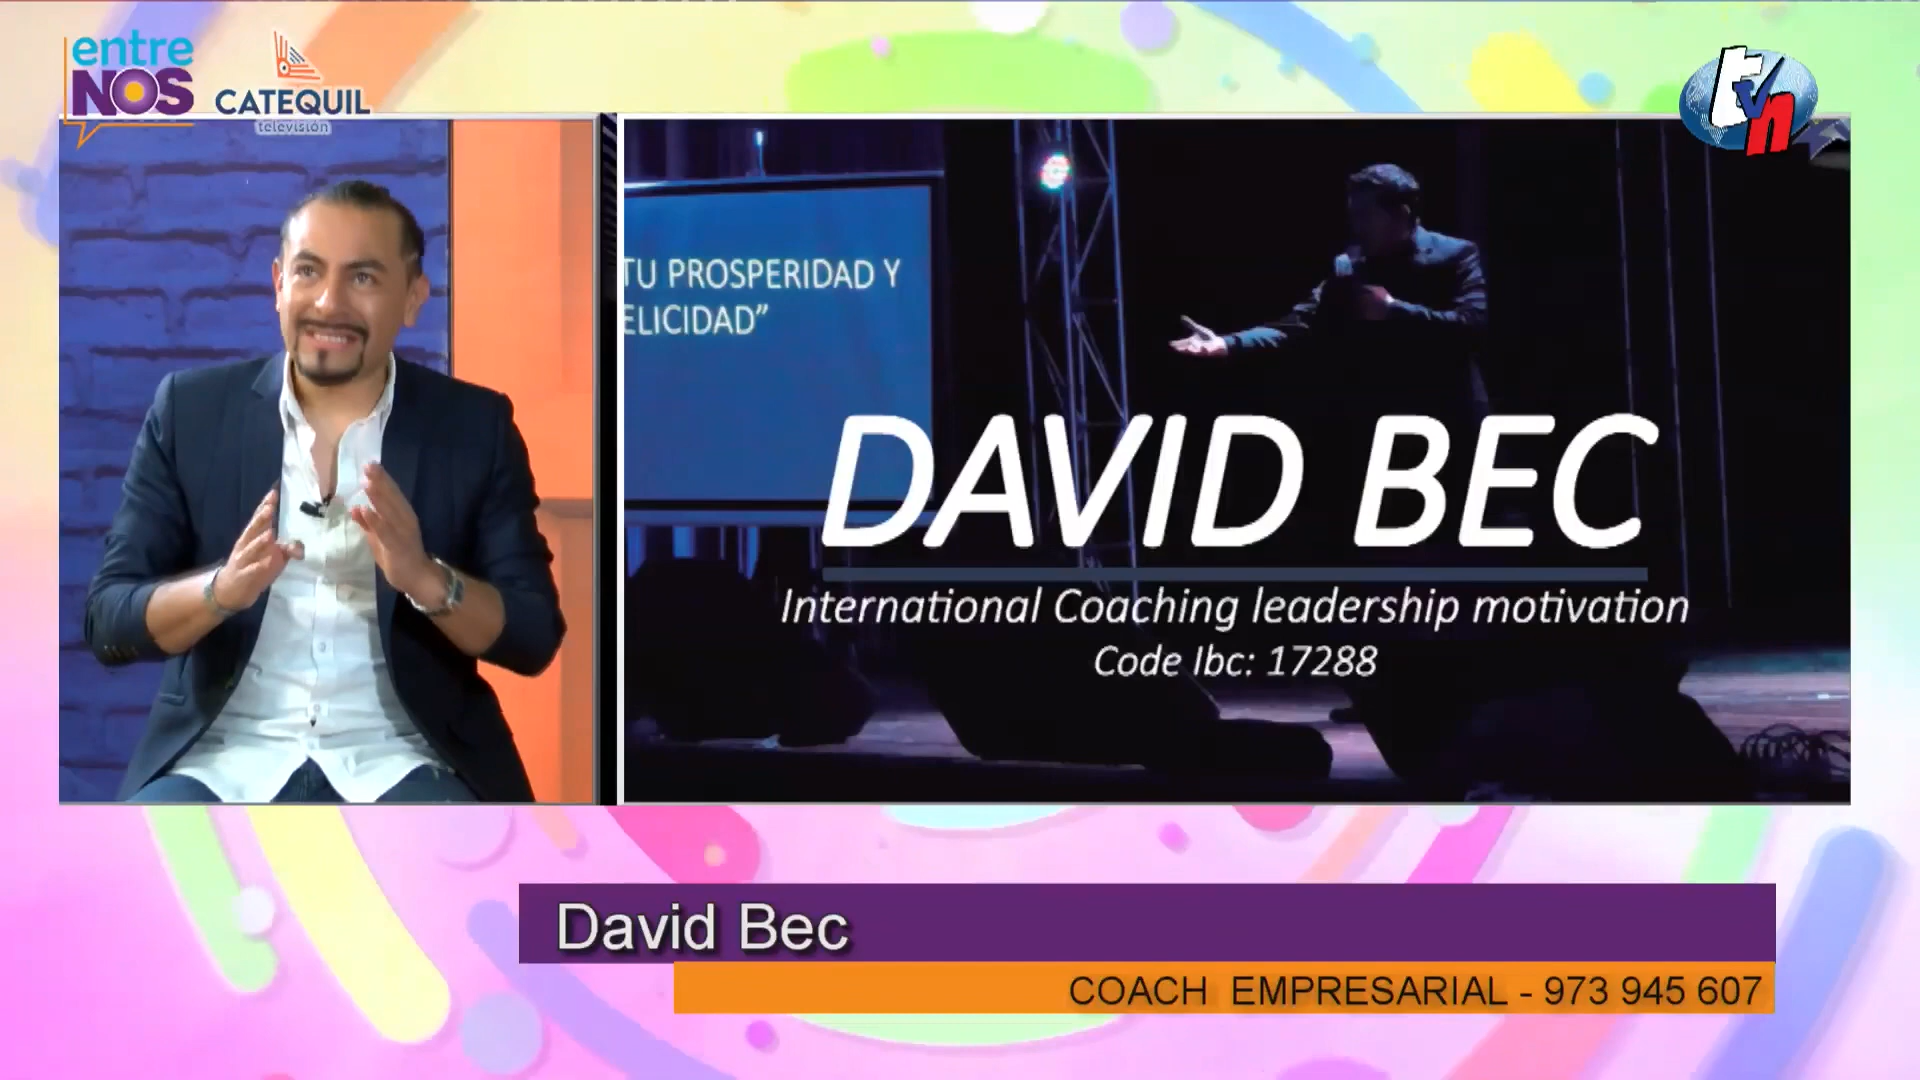 entre
NOS
CATEQUIL
televisión
tvn
TU PROSPERIDAD Y
ELICIDAD”
DAVID BEC
International Coaching leadership motivation
Code Ibc: 17288
David Bec
COACH EMPRESARIAL - 973 945 607